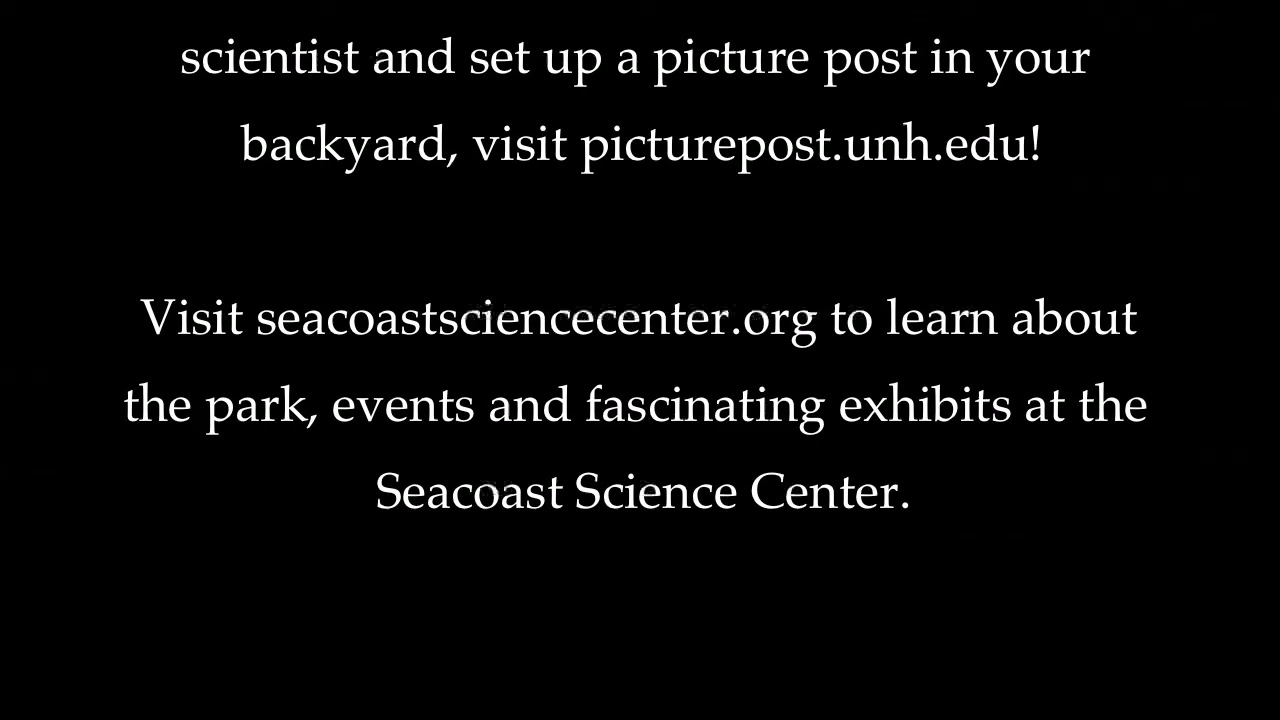 scientist and set up a picture post in your
backyard, visit picturepost.unh.edu!
Visit seacoastsciencecenter.org to learn about
the park, events and fascinating exhibits at the
Seacoast Science Center.